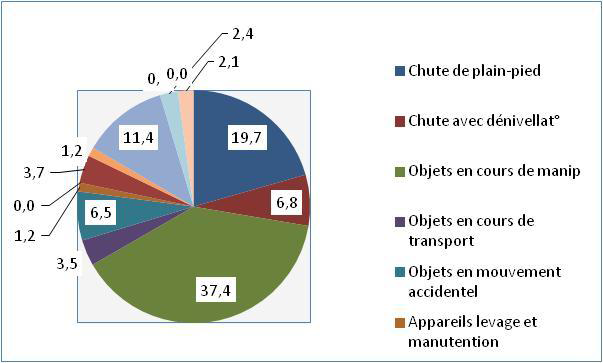 2,4
0, 0,0
2,1
11,4
19,7
1,2
3,7
0,0
6,5
6,8
1,2
3,5
37,4
Chute de plain-pied
Chute avec dénivellat°
Objets en cours de manip
Objets en cours de
transport
Objets en mouvement
accidentel
Appareils levage et
manutention